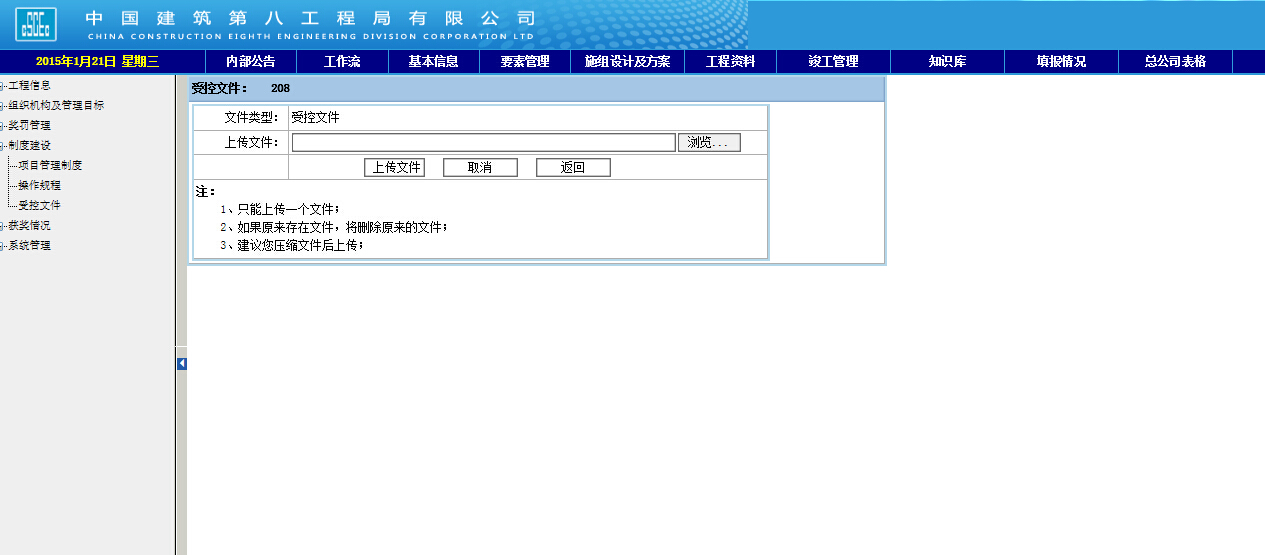 中国建筑第八工程局有限公司
CHINA CONSTRUCTION EIGHTH ENGINEERING DIVISION CORPORATION LTD
2015年1月21日 星期三 内部公告 工作流 基本信息 要素管理 施组设计及方案 工程资料 竣工管理 知识库 填报情况 总公司表格
工程信息
组织机构及管理目标
奖罚管理
制度建设
项目管理制度
操作规程
受控文件
获奖情况
系统管理
受控文件： 208
文件类型： 受控文件
上传文件： 浏览...
上传文件 取消 返回
注：
1、只能上传一个文件；
2、如果原来存在文件，将删除原来的文件；
3、建议您压缩文件后上传；